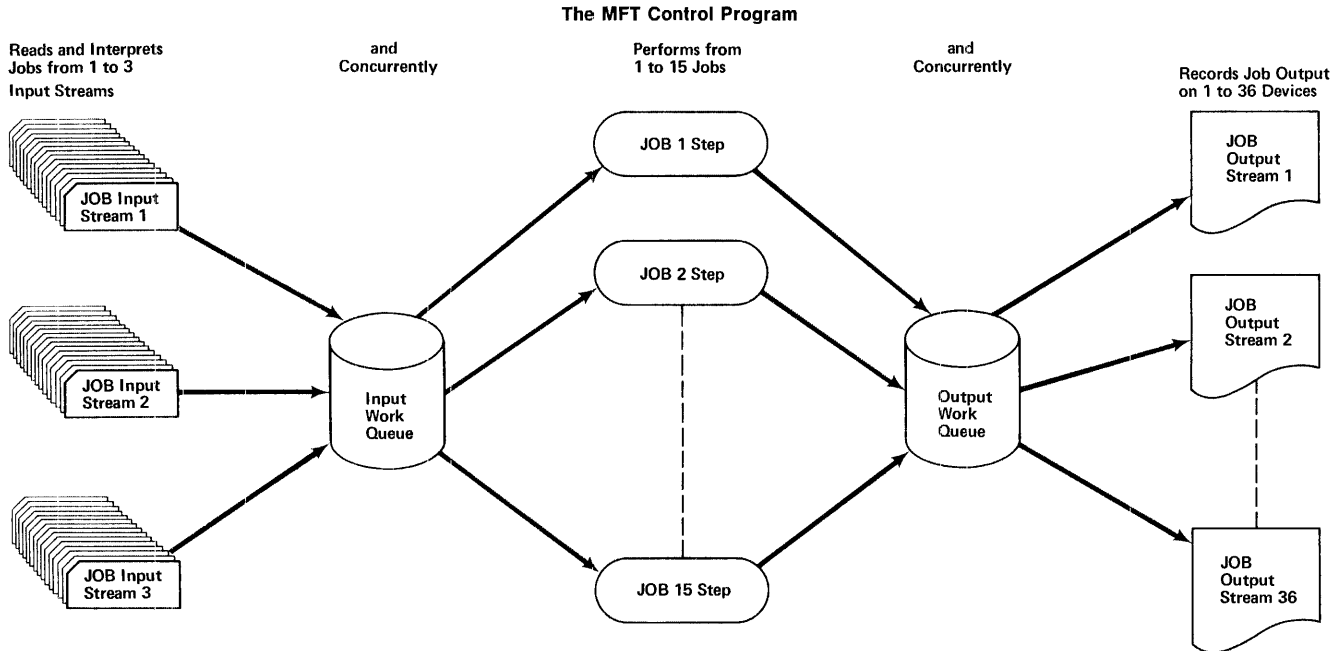 The MFT Control Program
Reads and Interprets
Jobs from 1 to 3
Input Streams
and
Concurrently
Performs from
1 to 15 Jobs
and
Concurrently
Records Job Output
on 1 to 36 Devices
JOB Input
Stream 1
JOB Input
Stream 2
JOB Input
Stream 3
Input
Work
Queue
JOB 1 Step
JOB 2 Step
JOB 15 Step
Output
Work
Queue
JOB
Output
Stream 1
JOB
Output
Stream 2
JOB
Output
Stream 36